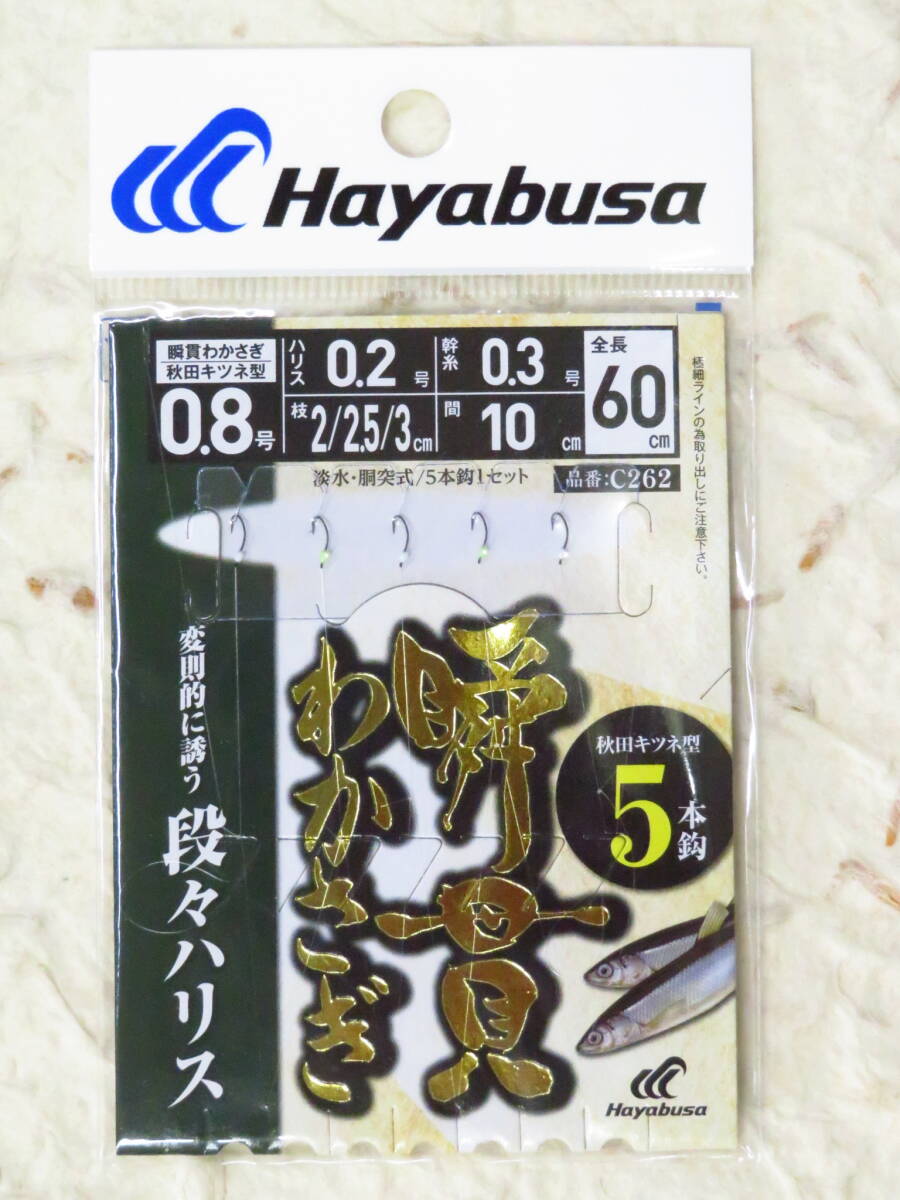 Hayabusa
瞬貫わかさぎ
秋田キツネ型
0.8号
ハリス 0.2号
幹糸 0.3号
全長 60cm
枝 2/2.5/3cm
間 10cm
淡水・胴突式/5本鈎1セット
品番:C262
極細ラインの為取り出しにご注意下さい。
瞬貫
わかさぎ
変則的に誘う 段々ハリス
秋田キツネ型
5本鈎
Hayabusa